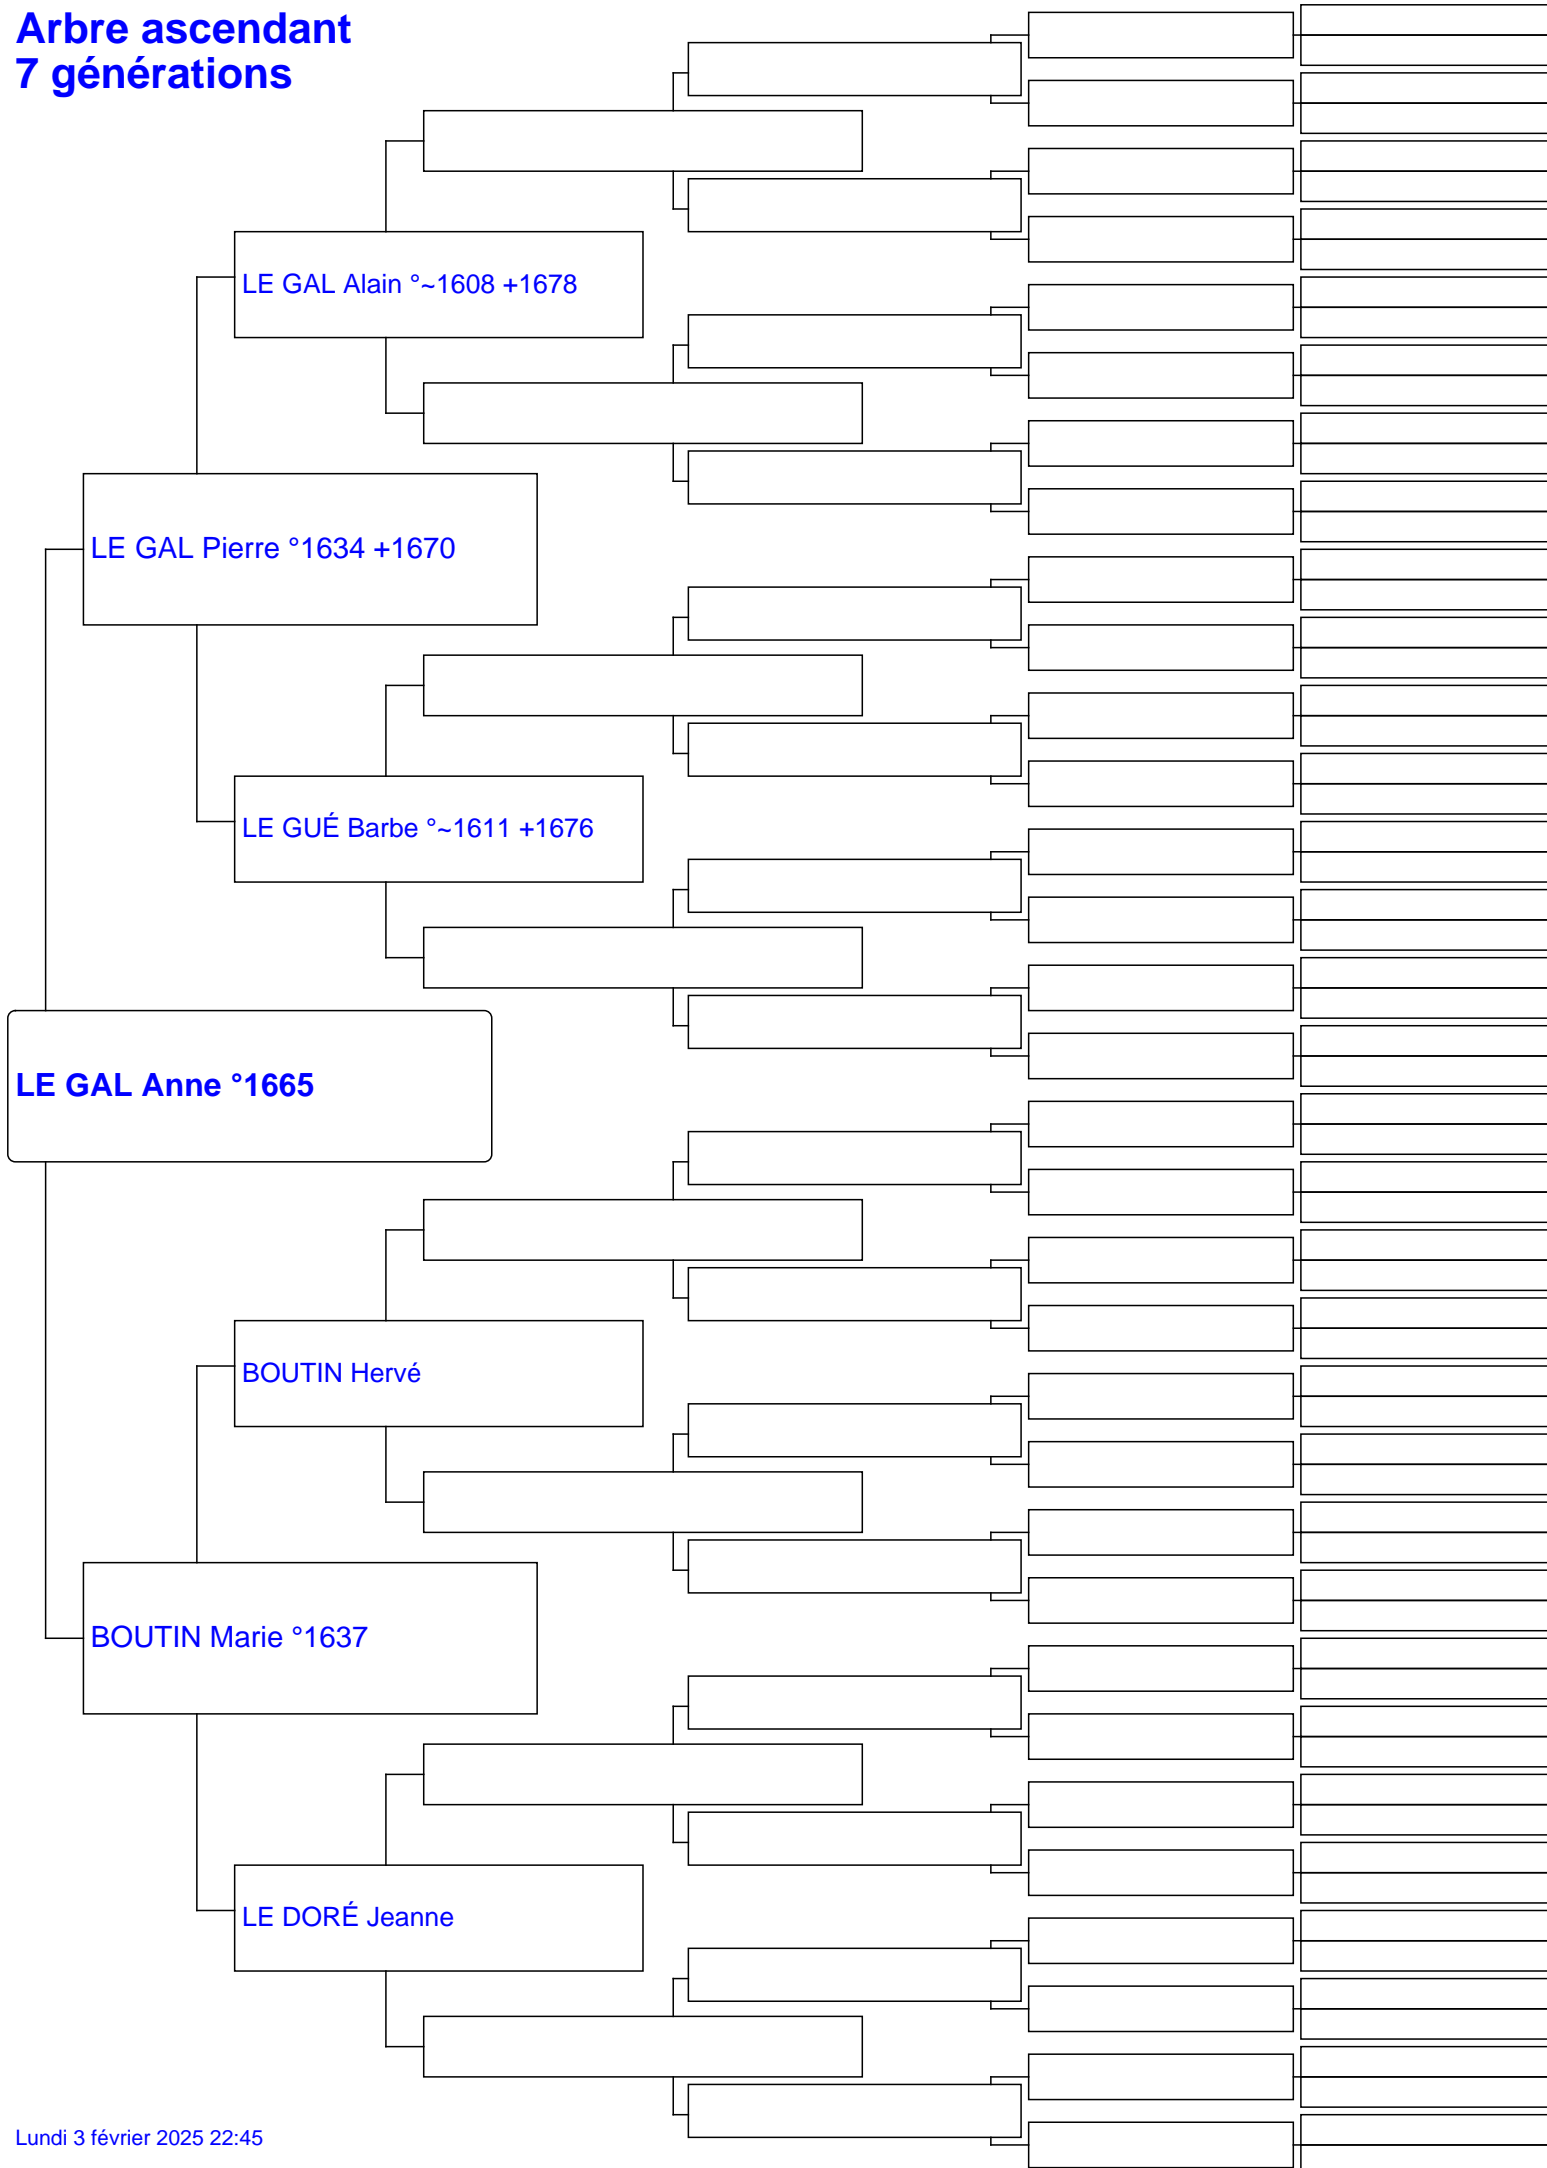 Arbre ascendant
7 générations
LE GAL Alain °~1608 +1678
LE GAL Pierre °1634 +1670
LE GUÉ Barbe °~1611 +1676
LE GAL Anne °1665
BOUTIN Hervé
BOUTIN Marie °1637
LE DORÉ Jeanne
Lundi 3 février 2025 22:45